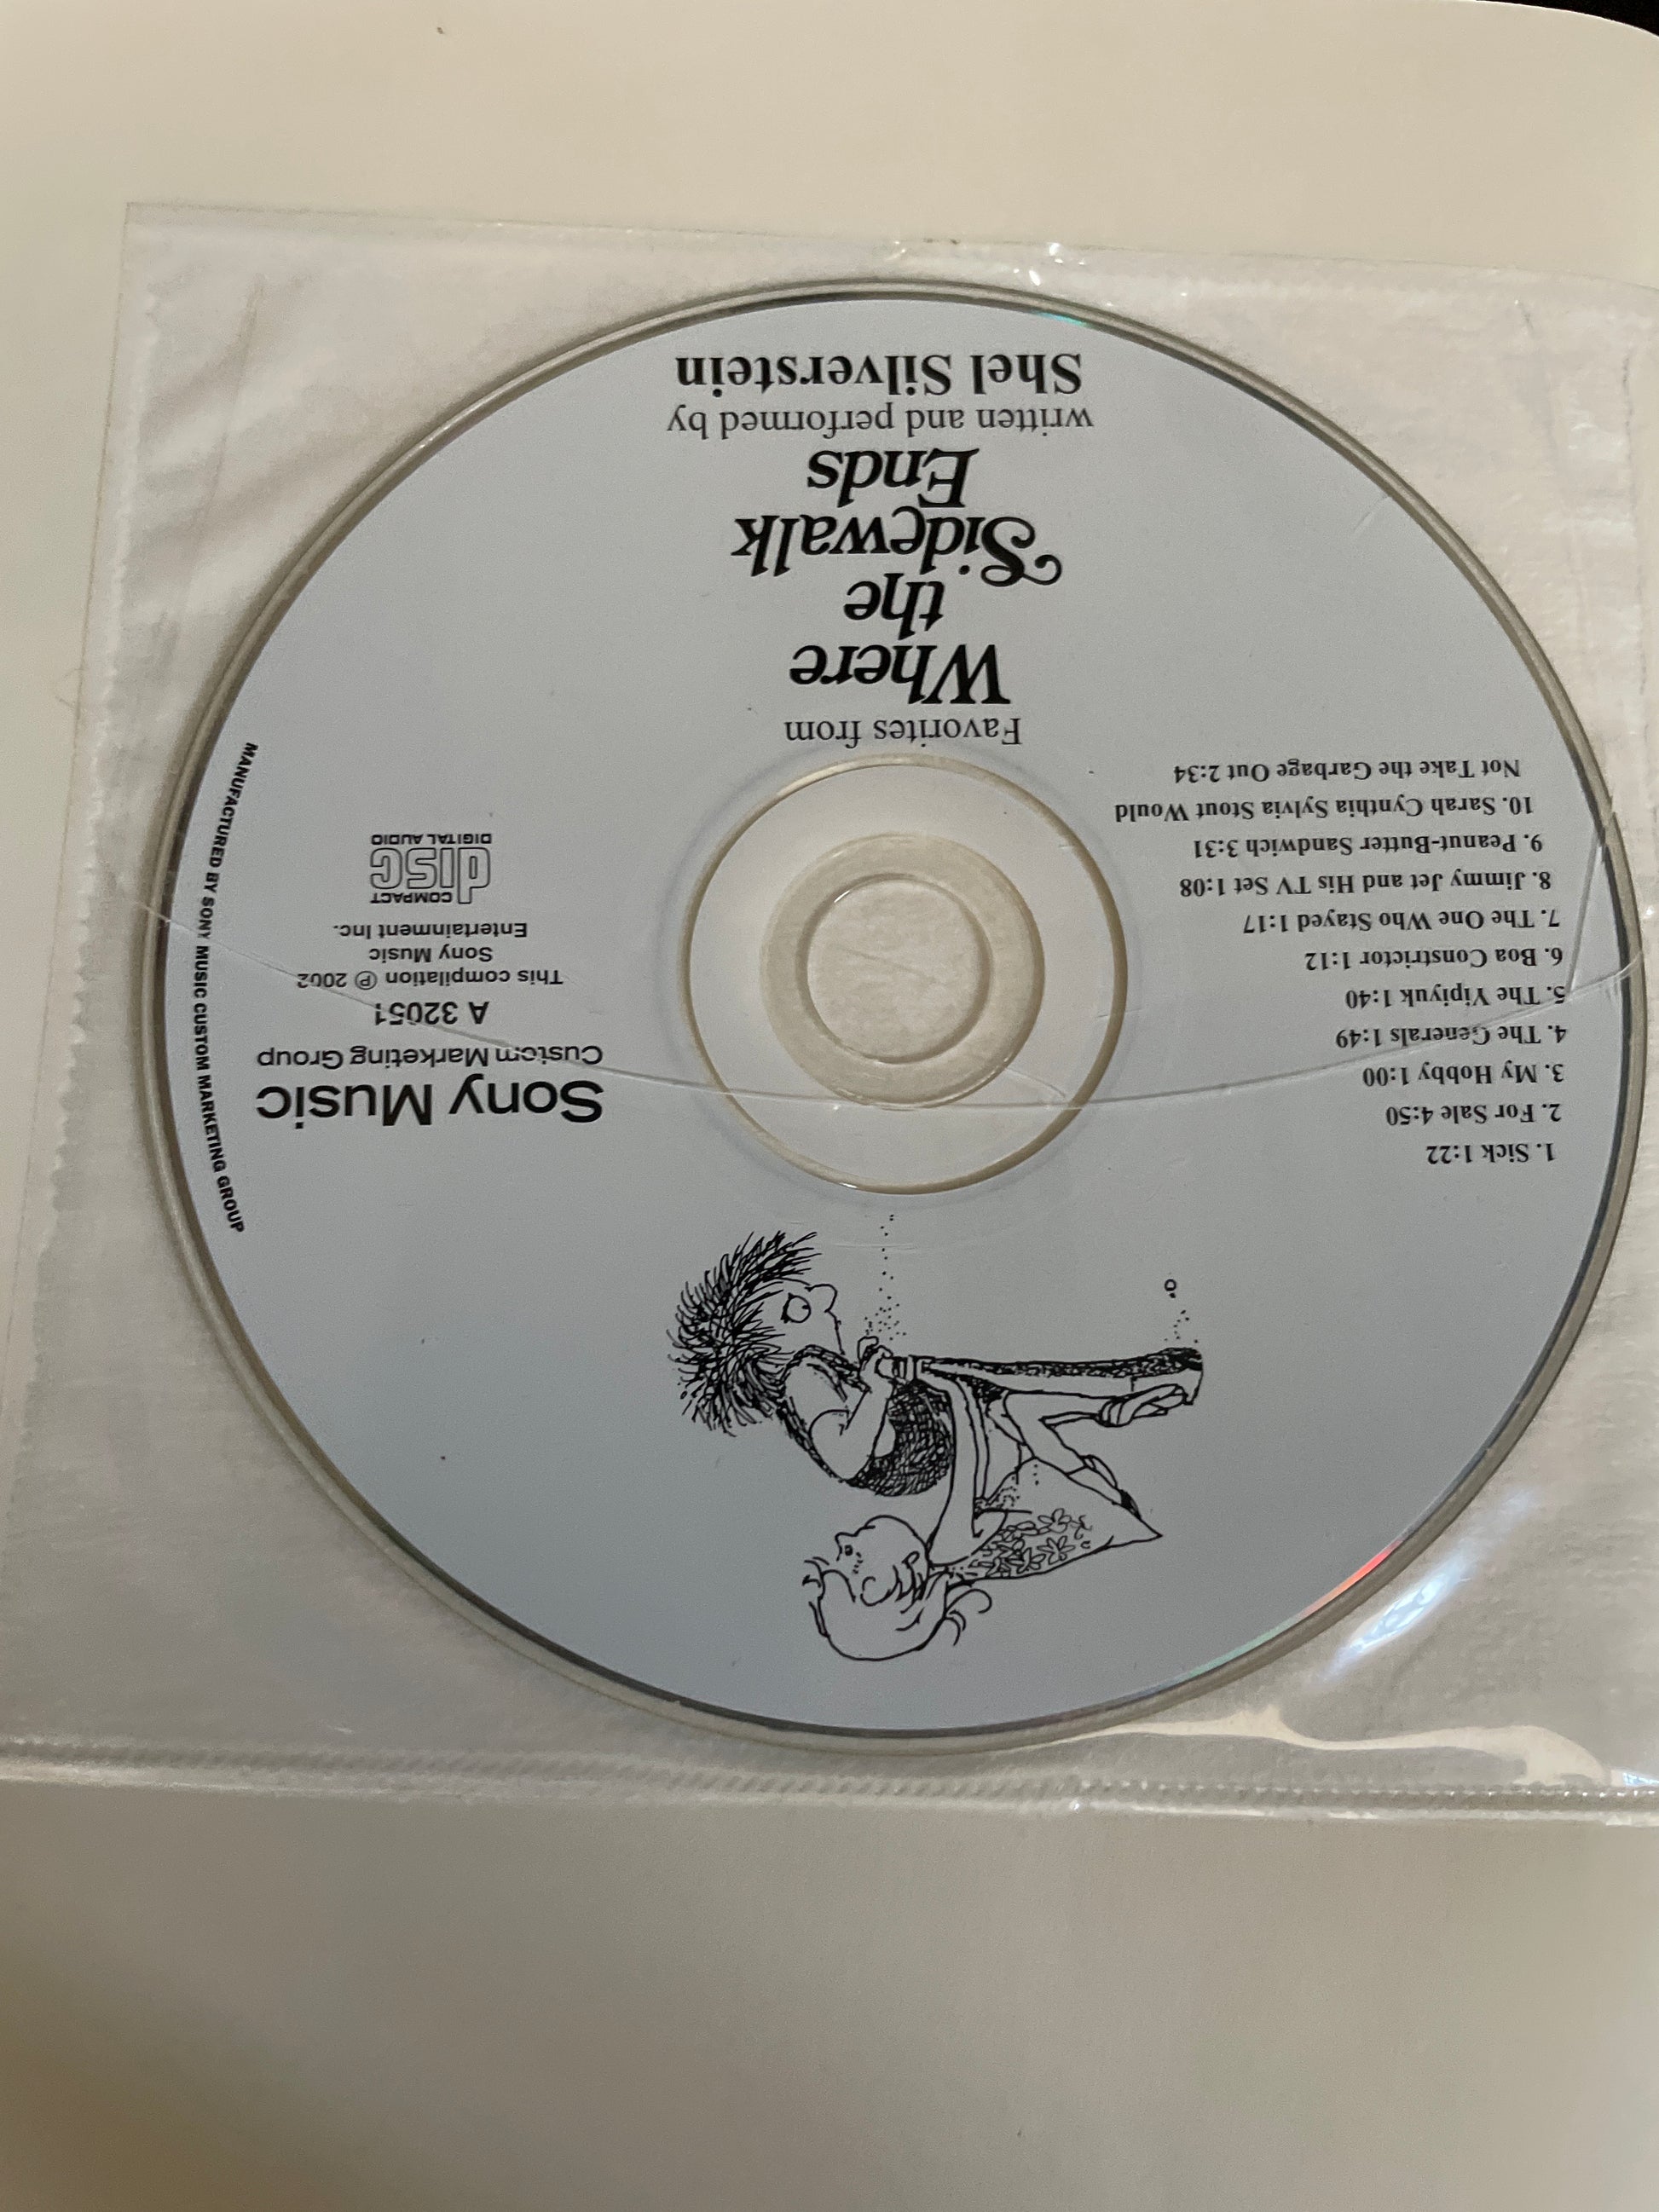 1. Sick 1:22
2. For Sale 4:50
3. My Hobby 1:00
4. The Generals 1:49
5. The Yipiyuk 1:40
6. Boa Constrictor 1:12
7. The One Who Stayed 1:17
8. Jimmy Jet and His TV Set 1:08
9. Peanut-Butter Sandwich 3:31
10. Sarah Cynthia Sylvia Stout Would
Not Take the Garbage Out 2:34
Sony Music
Custom Marketing Group
A 32051
This compilation ℗ 2002
Sony Music
Entertainment Inc.
COMPACT
disc
DIGITAL AUDIO
MANUFACTURED BY SONY MUSIC CUSTOM MARKETING GROUP
Favorites from
Where
the
Sidewalk
Ends
written and performed by
Shel Silverstein